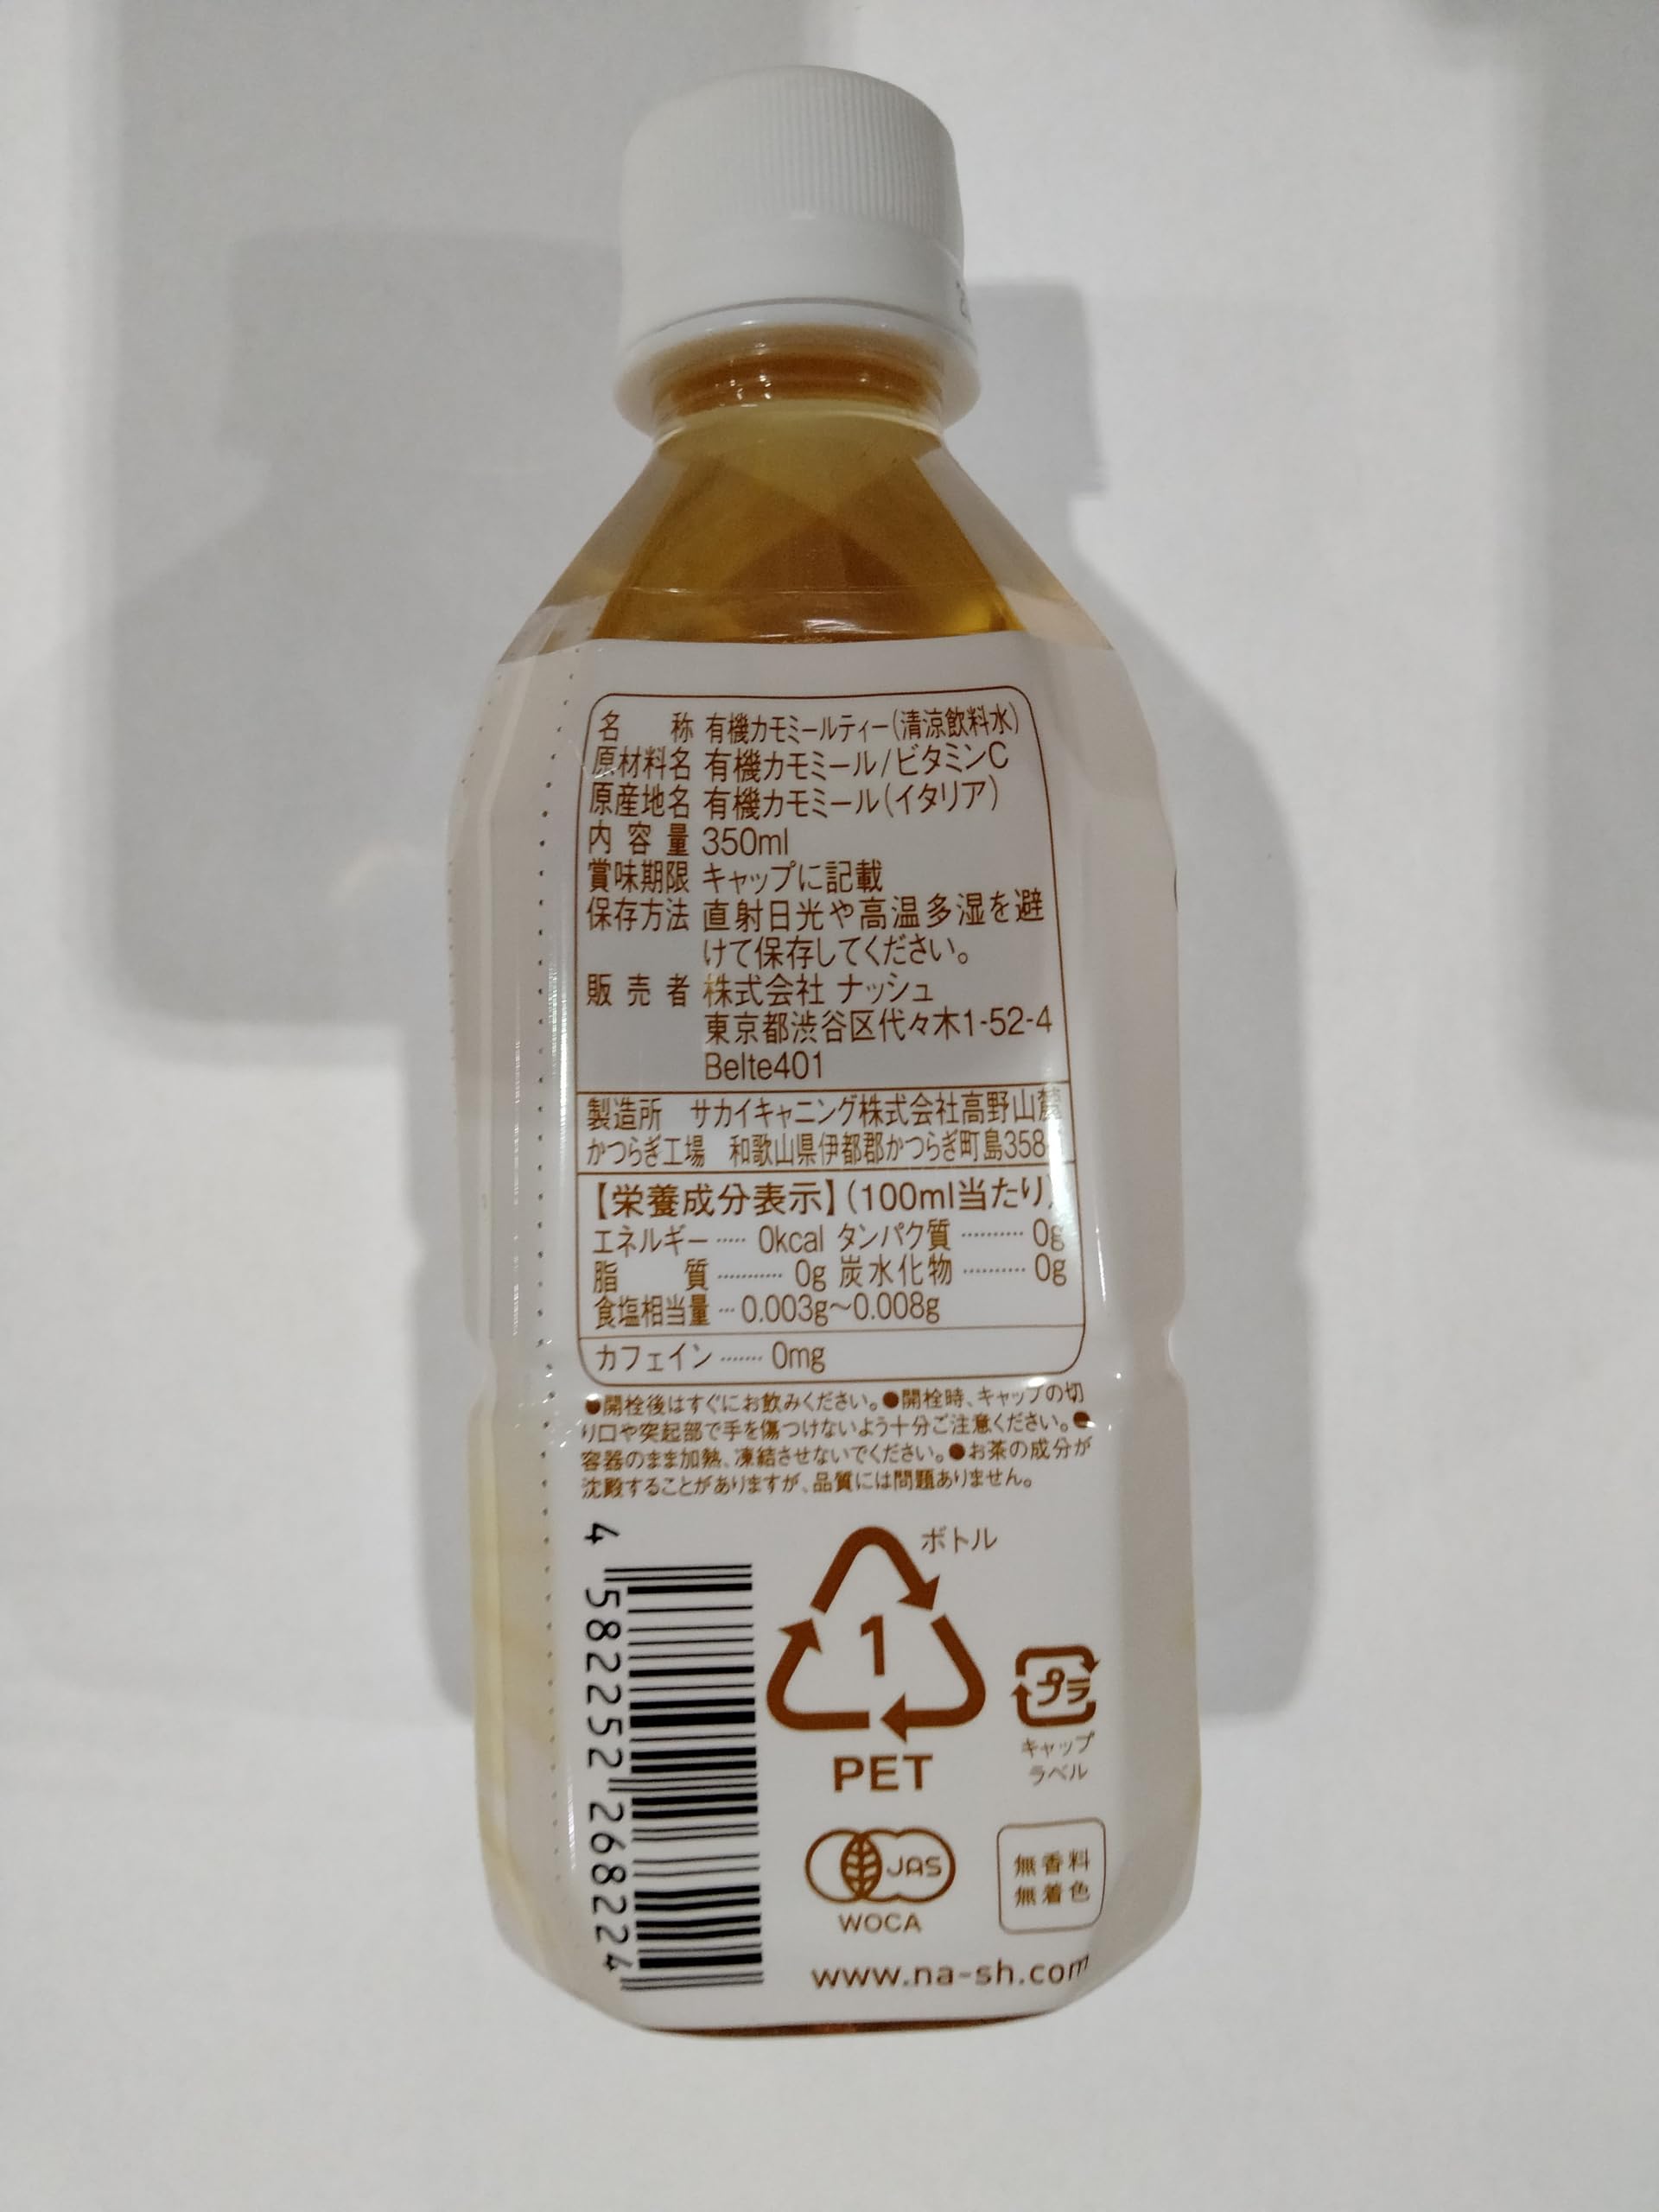 名 称 有機カモミールティー(清涼飲料水)
原材料名 有機カモミール/ビタミンC
原産地名 有機カモミール(イタリア)
内容量 350ml
賞味期限 キャップに記載
保存方法 直射日光や高温多湿を避
けて保存してください。
販売者 株式会社 ナッシュ
東京都渋谷区代々木1-52-4
Belte401
製造所 サカイキャニング株式会社高野山麓
かつらぎ工場 和歌山県伊都郡かつらぎ町島358-
【栄養成分表示】(100ml当たり)
エネルギー ····· 0kcal タンパク質 ·········· 0g
脂 質 ·········· 0g 炭水化物 ·········· 0g
食塩相当量 ··· 0.003g〜0.008g
カフェイン ······· 0mg
●開栓後はすぐにお飲みください。●開栓時、キャップの切
り口や突起部で手を傷つけないよう十分ご注意ください。●
容器のまま加熱、凍結させないでください。●お茶の成分が
沈殿することがありますが、品質には問題ありません。
ボトル
1
PET
プラ
キャップ
ラベル
4 582252 268224
JAS
WOCA
無香料
無着色
www.na-sh.com